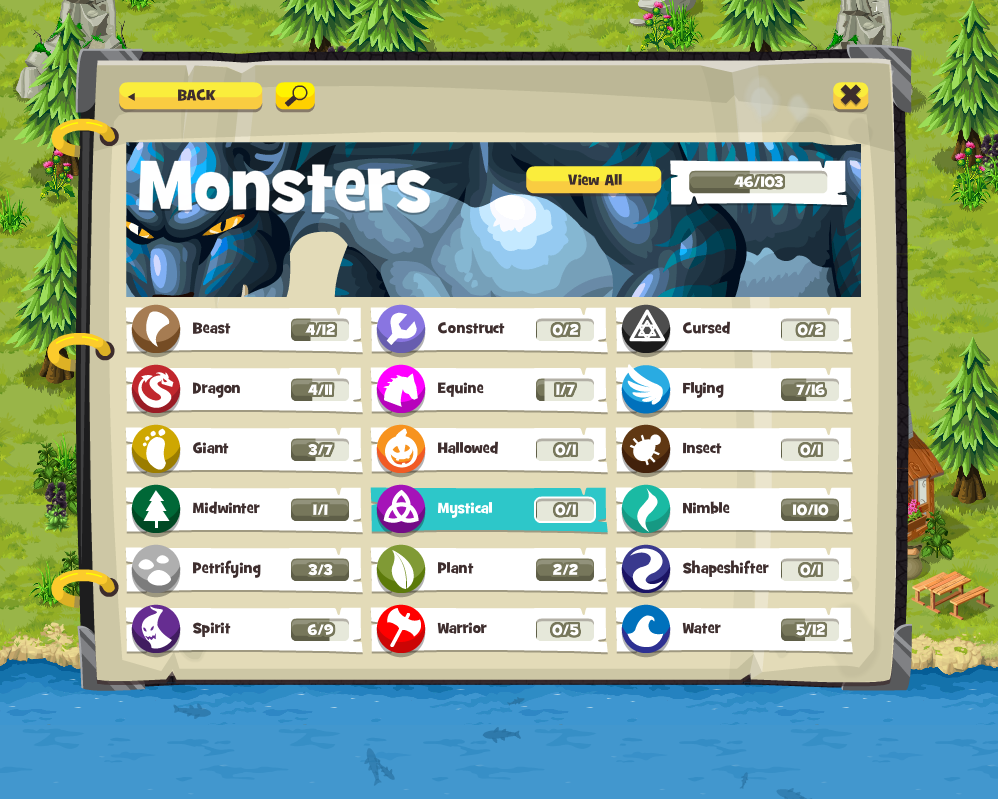 BACK
Monsters
View All
46/103
Beast 4/12
Construct 0/2
Cursed 0/2
Dragon 4/11
Equine 1/7
Flying 7/16
Giant 3/7
Hallowed 0/1
Insect 0/1
Midwinter 1/1
Mystical 0/1
Nimble 10/10
Petrifying 3/3
Plant 2/2
Shapeshifter 0/1
Spirit 6/9
Warrior 0/5
Water 5/12